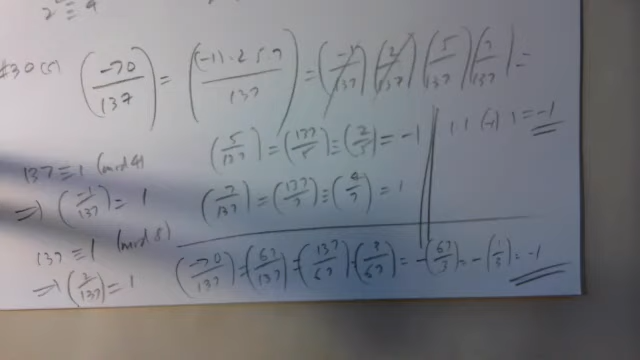 2 ≡ 4
#30 (c) (-70/137) = ((-1)·2·5·7/137) = (-1/137)(2/137)(5/137)(7/137) =
1·1·(-1)·1 = -1
(5/137) = (137/5) = (2/5) = -1
137 ≡ 1 (mod 4)
⇒ (-1/137) = 1
(7/137) = (137/7) = (4/7) = 1
137 ≡ 1 (mod 8)
⇒ (2/137) = 1
(-70/137) = (67/137) = (137/67) = (3/67) = -(67/3) = -(1/3) = -1